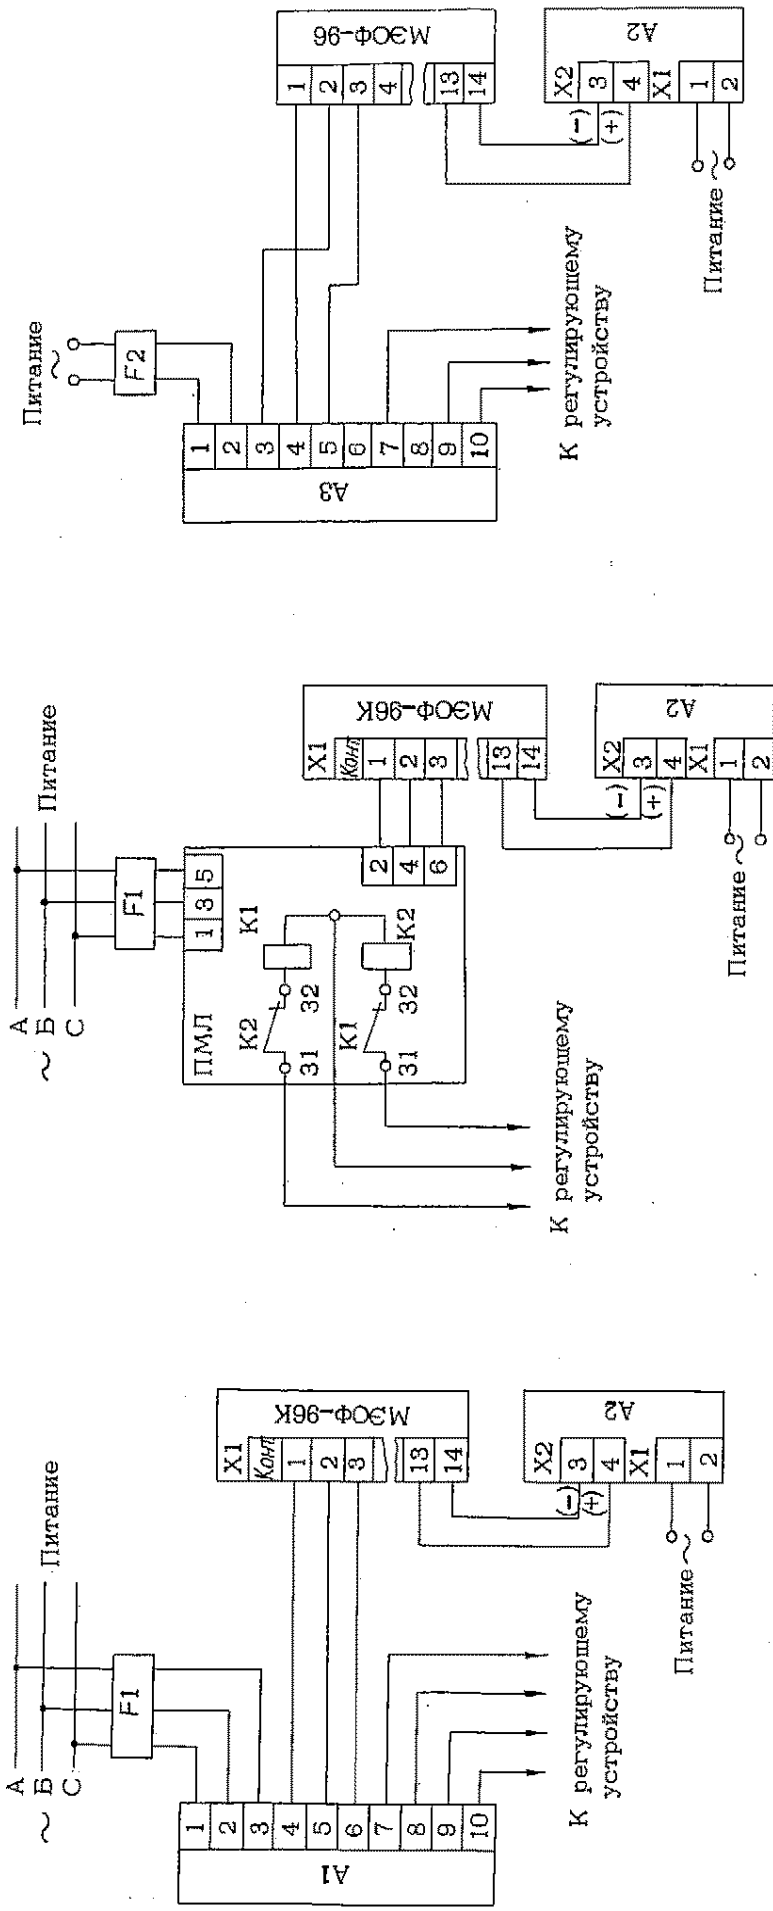 Питание
~
F2
1
2
3
4
5
6
7
8
9
10
А3
МЭОФ-96
1
2
3
4
13
14
(-)
(+)
А2
X2
3
4
X1
1
2
~
Питание
К регулирующему
устройству
А
Б
С
~
Питание
F1
1
3
5
ПМЛ
К2
31
32
К1
К1
31
32
К2
2
4
6
МЭОФ-96К
X1
Конт
1
2
3
13
14
(-)
(+)
А2
X2
3
4
X1
1
2
~
Питание
К регулирующему
устройству
А
Б
С
~
Питание
F1
1
2
3
4
5
6
7
8
9
10
А1
МЭОФ-96К
X1
Конт
1
2
3
13
14
(-)
(+)
А2
X2
3
4
X1
1
2
~
Питание
К регулирующему
устройству